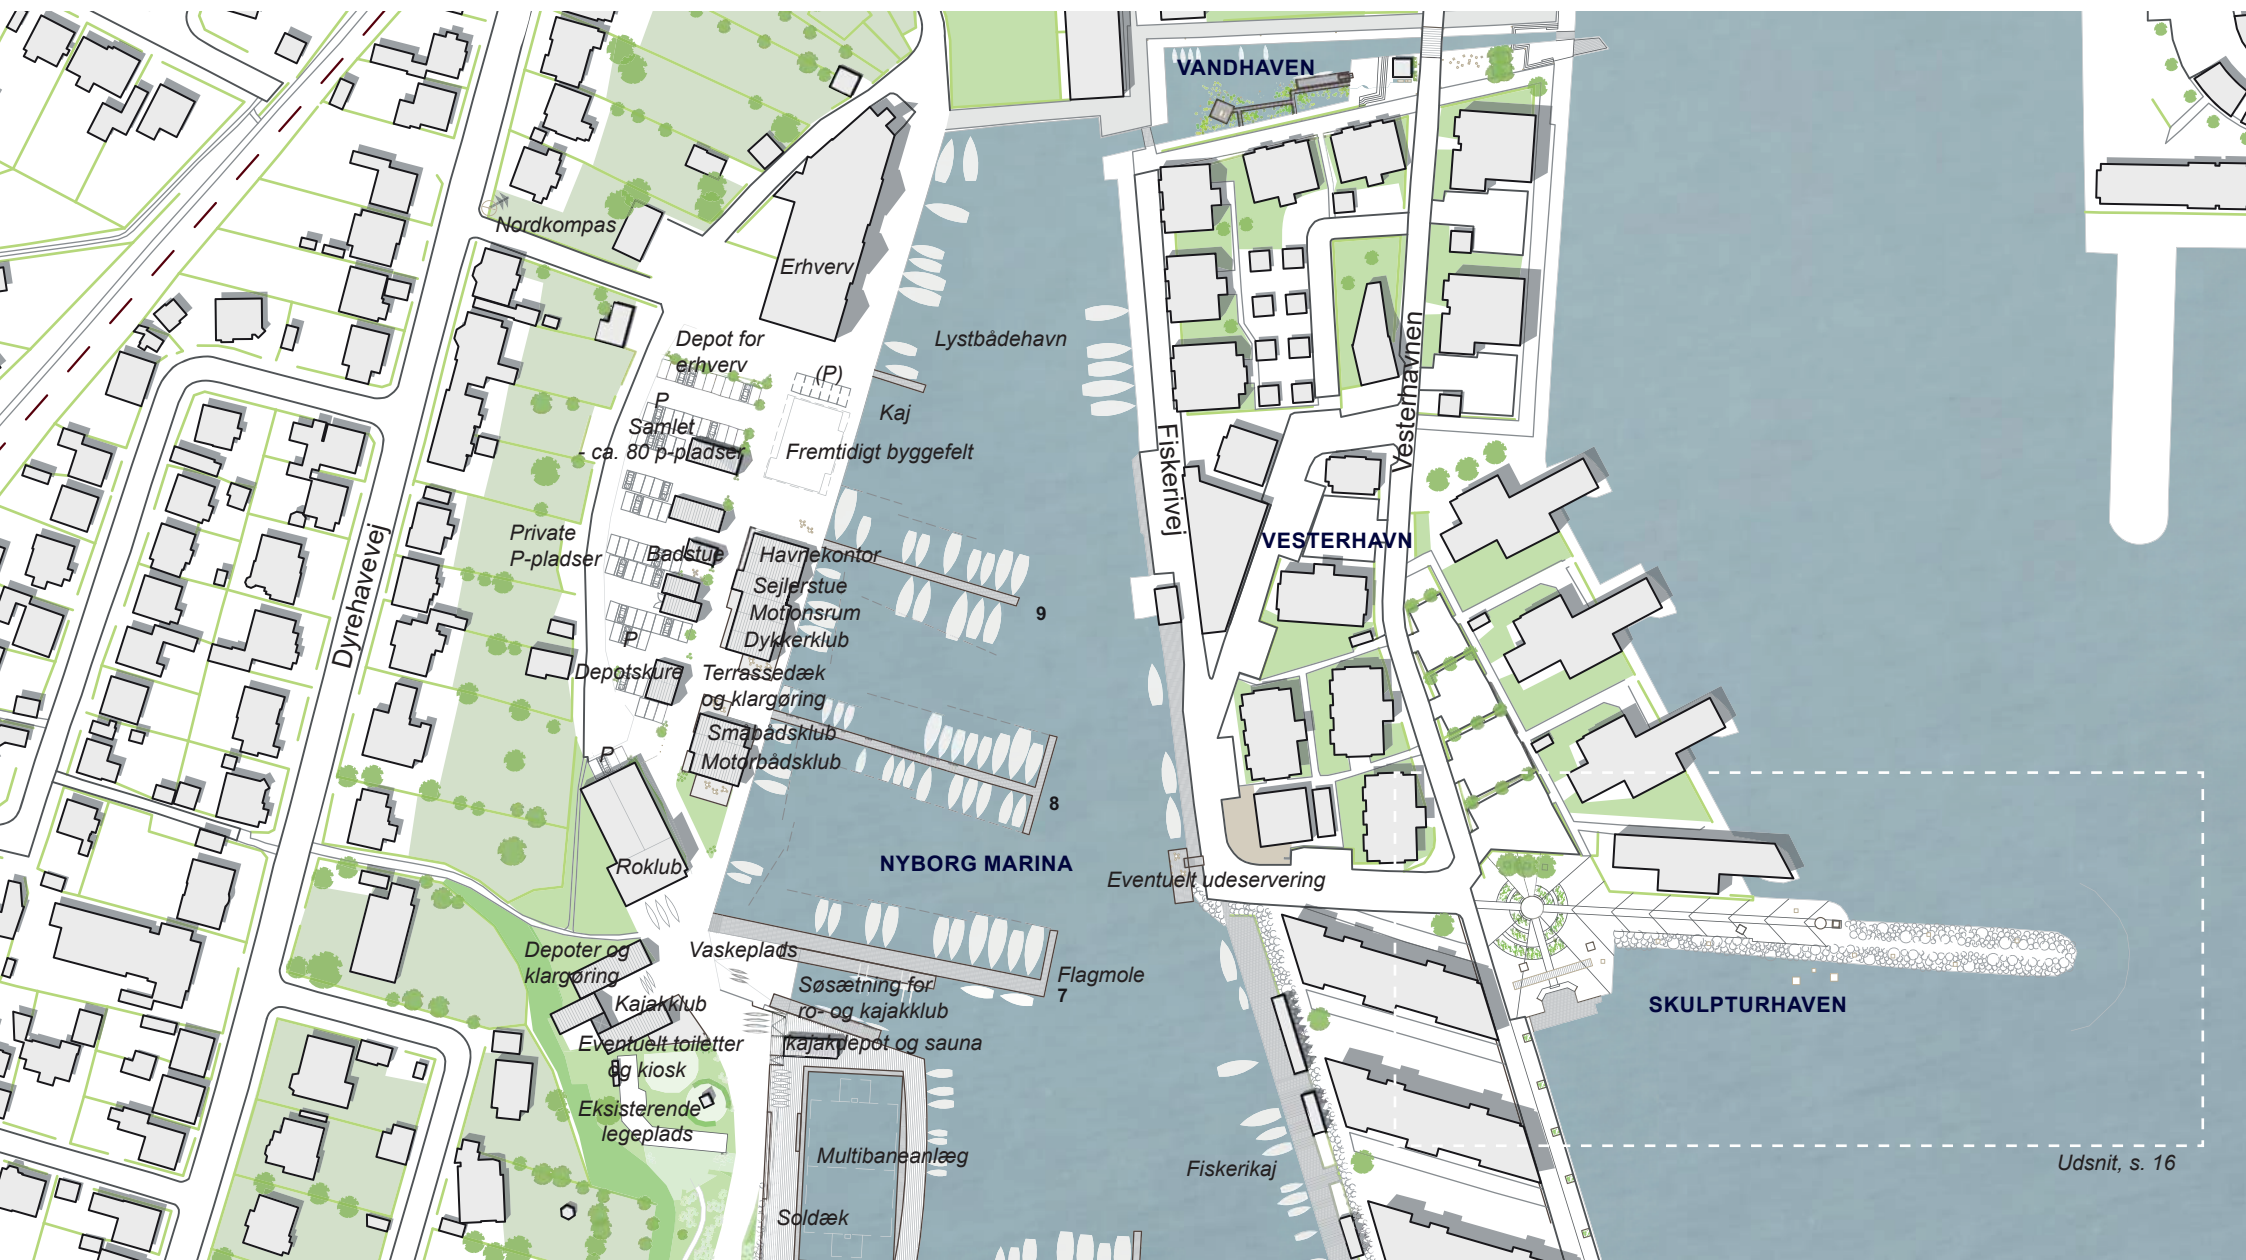 VANDHAVEN
Nordkompas
Erhverv
Depot for
erhverv
Lystbådehavn
(P)
P
Kaj
Samlet
- ca. 80 p-pladser
Fremtidigt byggefelt
Vesterhavnen
Fiskerivej
Dyrehavevej
Private
P-pladser
Badstue
Havnekontor
Sejlerstue
Motionsrum
Dykkerklub
VESTERHAVN
9
P
Depotskure
Terrassedæk
og klargøring
Småbådsklub
Motorbådsklub
P
8
Roklub
NYBORG MARINA
Eventuelt udeservering
Depoter og
klargøring
Vaskeplads
Flagmole
7
Søsætning for
ro- og kajakklub
Kajakklub
SKULPTURHAVEN
Eventuelt toiletter
og kiosk
kajakdepot og sauna
Eksisterende
legeplads
Multibaneanlæg
Fiskerikaj
Udsnit, s. 16
Soldæk